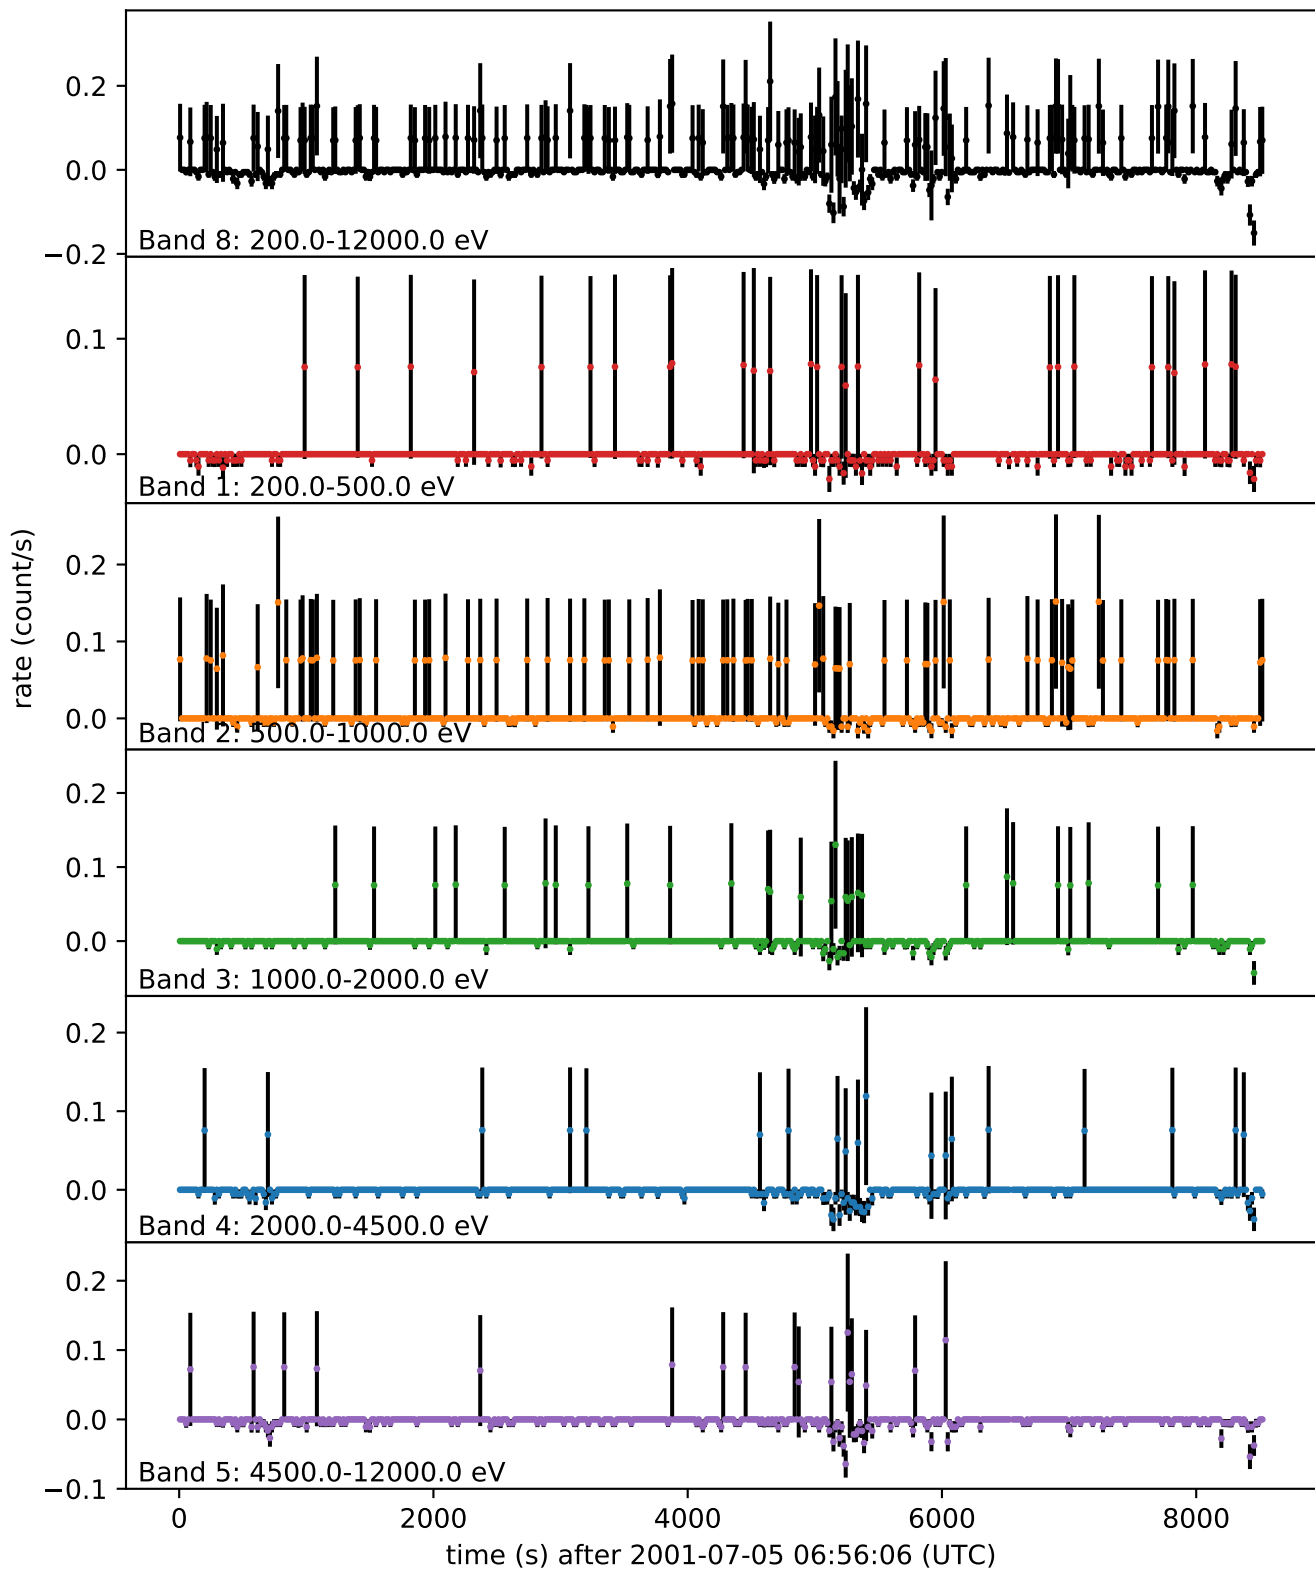 0.2
0.0
−0.2
Band 8: 200.0-12000.0 eV
0.1
0.0
Band 1: 200.0-500.0 eV
0.2
0.1
0.0
Band 2: 500.0-1000.0 eV
rate (count/s)
0.2
0.1
0.0
Band 3: 1000.0-2000.0 eV
0.2
0.1
0.0
Band 4: 2000.0-4500.0 eV
0.2
0.1
0.0
−0.1
Band 5: 4500.0-12000.0 eV
0 2000 4000 6000 8000
time (s) after 2001-07-05 06:56:06 (UTC)